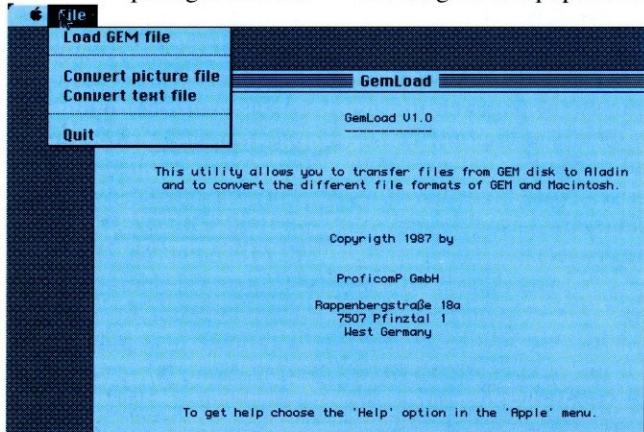 File
Load GEM file
Convert picture file
Convert text file
Quit
GemLoad
GemLoad V1.0
------------
This utility allows you to transfer files from GEM disk to Aladin
and to convert the different file formats of GEM and Macintosh.
Copyrigth 1987 by
ProficomP GmbH
Rappenbergstraße 18a
7507 Pfinztal 1
West Germany
To get help choose the 'Help' option in the 'Apple' menu.